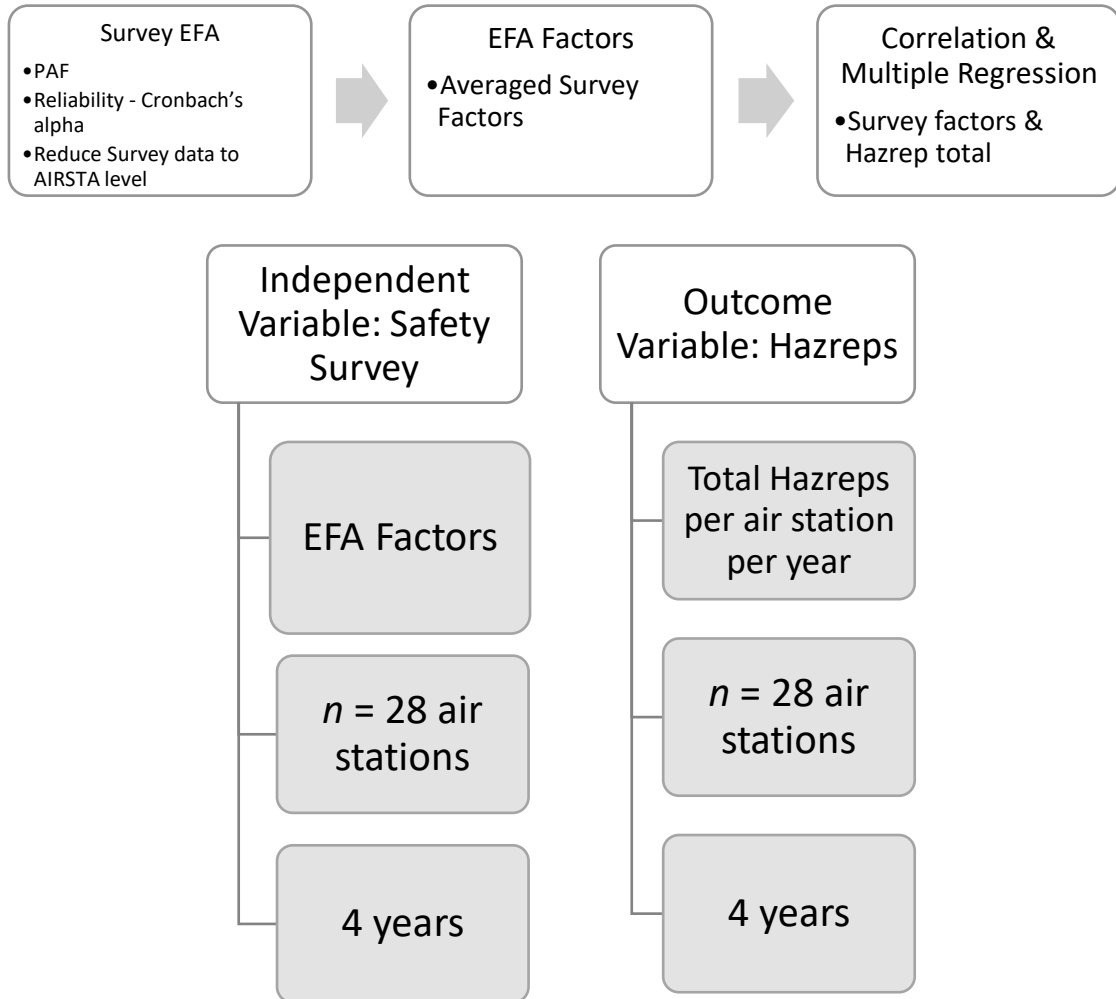 Survey EFA
•PAF
•Reliability - Cronbach's
alpha
•Reduce Survey data to
AIRSTA level
EFA Factors
•Averaged Survey
Factors
Correlation &
Multiple Regression
•Survey factors &
Hazrep total
Independent
Variable: Safety
Survey
EFA Factors
n = 28 air
stations
4 years
Outcome
Variable: Hazreps
Total Hazreps
per air station
per year
n = 28 air
stations
4 years